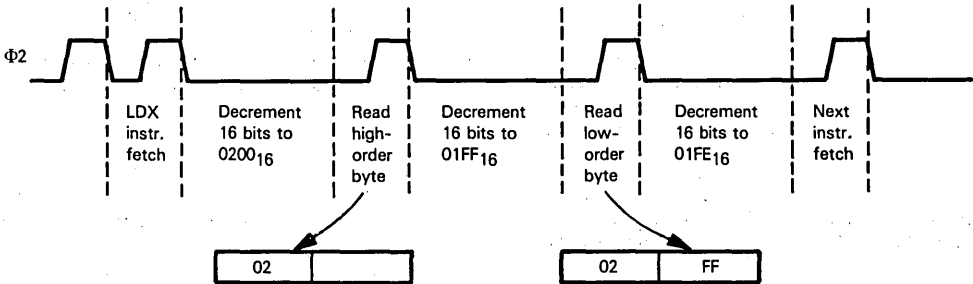 Φ2
LDX
instr.
fetch
Decrement
16 bits to
0200₁₆
Read
high-
order
byte
Decrement
16 bits to
01FF₁₆
Read
low-
order
byte
Decrement
16 bits to
01FE₁₆
Next
instr.
fetch
02
02 FF